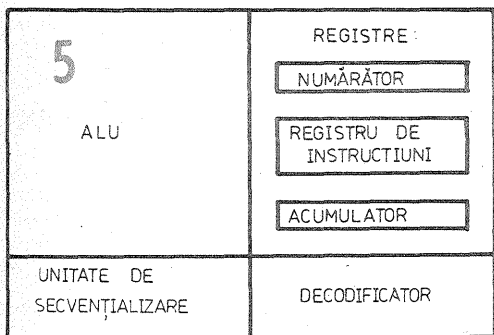 5
ALU
REGISTRE:
NUMĂRĂTOR
REGISTRU DE
INSTRUCTIUNI
ACUMULATOR
UNITATE DE
SECVENȚIALIZARE
DECODIFICATOR